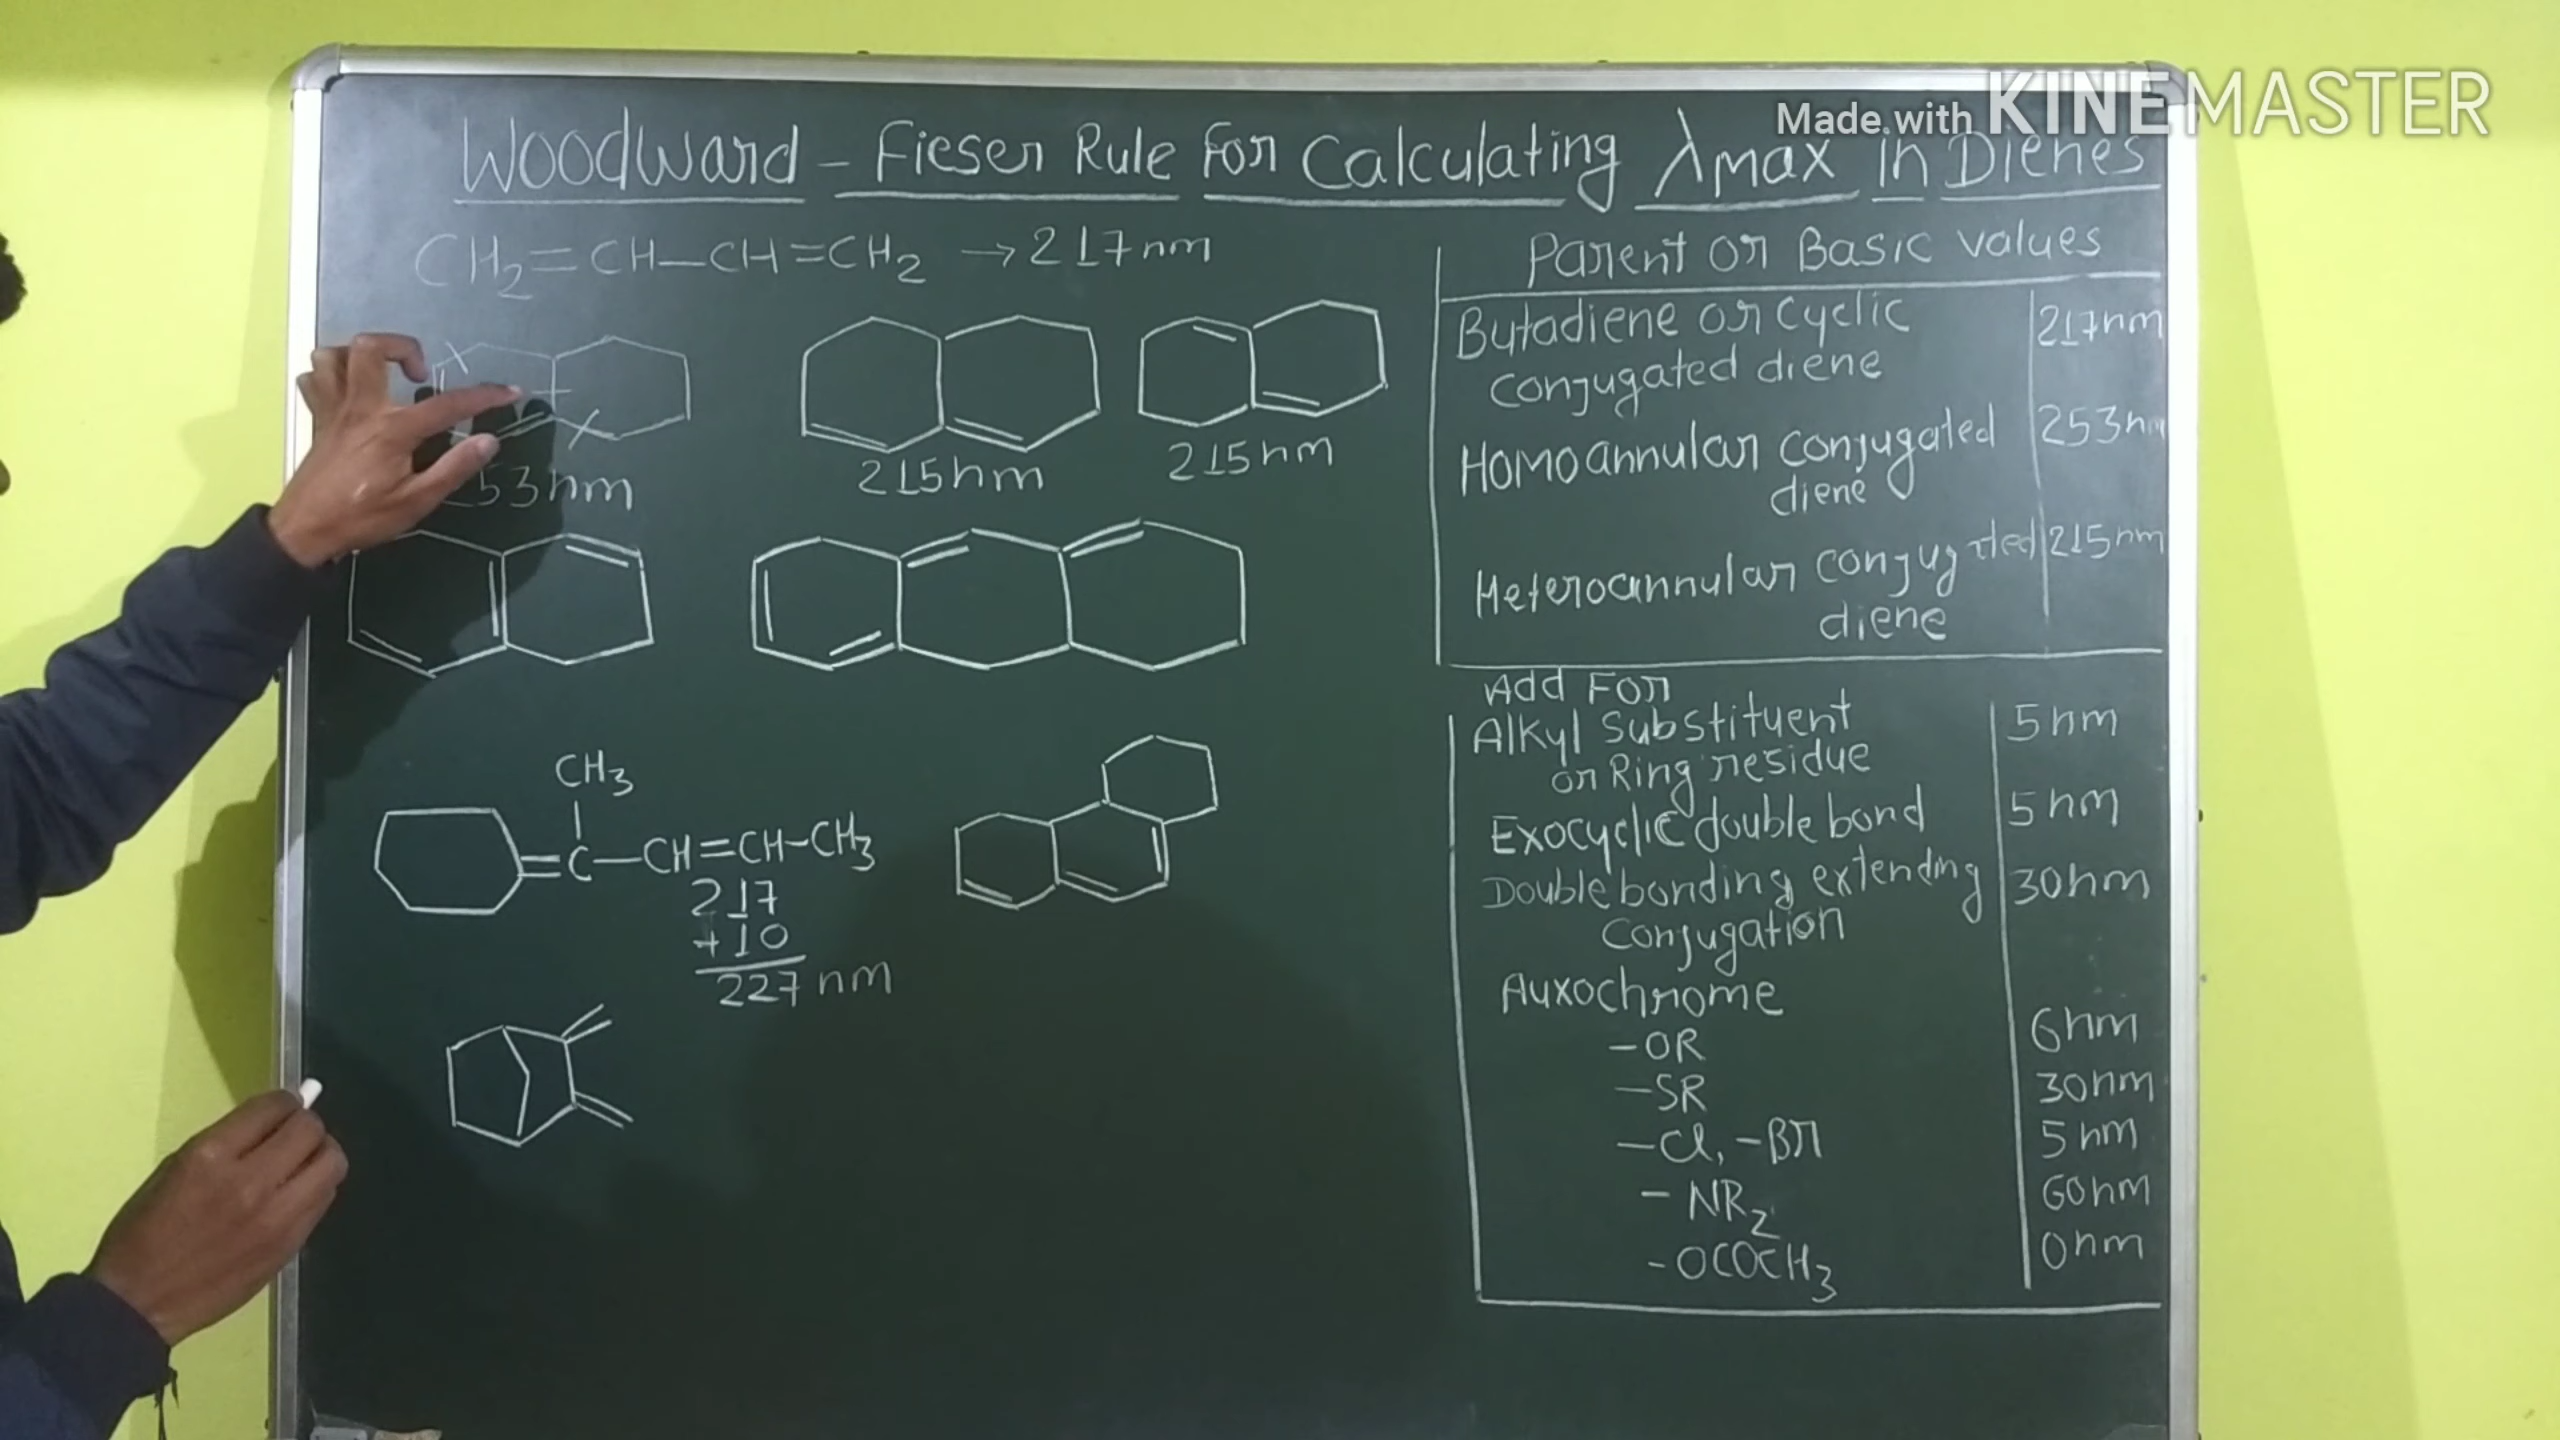 Made with KINEMASTER
Woodward - Fieser Rule For Calculating λmax in Dienes
CH2=CH-CH=CH2 → 217nm
53nm
215nm
215nm
CH3
=C-CH=CH-CH3
217
+10
227 nm
Parent or Basic values
Butadiene or Cyclic 217nm
Conjugated diene
Homoannular conjugated 253nm
diene
Heteroannular conjugated 215nm
diene
Add For
Alkyl Substituent 5nm
or Ring residue
Exocyclic double bond 5nm
Double bonding extending 30nm
Conjugation
Auxochrome
-OR 6nm
-SR 30nm
-Cl, -Br 5nm
-NR2 60nm
-OCOCH3 0nm